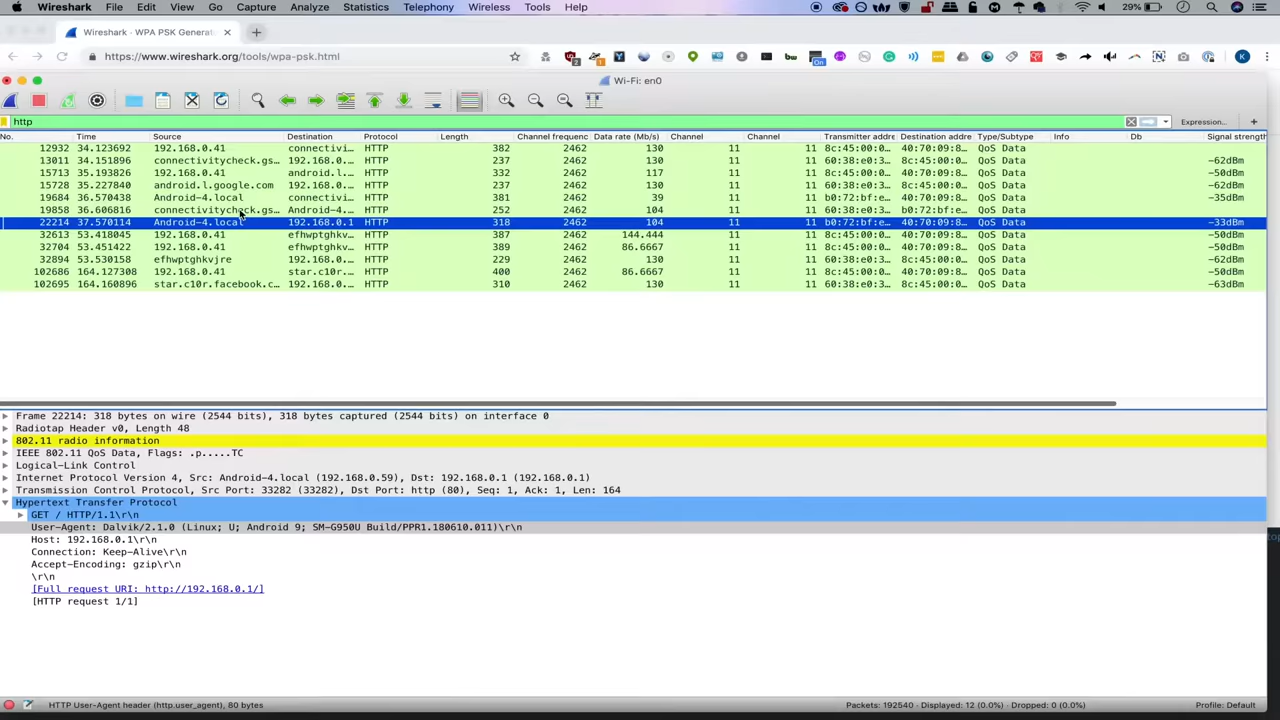 Wireshark File Edit View Go Capture Analyze Statistics Telephony Wireless Tools Help 29%
Wireshark · WPA PSK Generat
https://www.wireshark.org/tools/wpa-psk.html
Wi-Fi: en0
http Expression…
No. Time Source Destination Protocol Length Channel frequenc Data rate (Mb/s) Channel Channel Transmitter addre Destination addre Type/Subtype Info Db Signal strength
12932 34.123692 192.168.0.41 connectivi… HTTP 382 2462 130 11 11 8c:45:00:0… 40:70:09:8… QoS Data
13011 34.151896 connectivitycheck.gs… 192.168.0.… HTTP 237 2462 130 11 11 60:38:e0:3… 8c:45:00:0… QoS Data −62dBm
15713 35.193826 192.168.0.41 android.l.… HTTP 332 2462 117 11 11 8c:45:00:0… 40:70:09:8… QoS Data −50dBm
15728 35.227840 android.l.google.com 192.168.0.… HTTP 237 2462 130 11 11 60:38:e0:3… 8c:45:00:0… QoS Data −62dBm
19684 36.570438 Android-4.local connectivi… HTTP 381 2462 39 11 11 b0:72:bf:e… 40:70:09:8… QoS Data
19858 36.606816 connectivitycheck.gs… Android-4.… HTTP 252 2462 104 11 11 60:38:e0:3… b0:72:bf:e… QoS Data −35dBm
22214 37.570114 Android-4.local 192.168.0.1 HTTP 318 2462 104 11 11 b0:72:bf:e… 40:70:09:8… QoS Data −33dBm
32613 53.418045 192.168.0.41 efhwptghkv… HTTP 387 2462 144.444 11 11 8c:45:00:0… 40:70:09:8… QoS Data −50dBm
32704 53.451422 192.168.0.41 efhwptghkv… HTTP 389 2462 86.6667 11 11 8c:45:00:0… 40:70:09:8… QoS Data −50dBm
32894 53.530158 efhwptghkvjre 192.168.0.… HTTP 229 2462 130 11 11 60:38:e0:3… 8c:45:00:0… QoS Data −62dBm
102686 164.127308 192.168.0.41 star.c10r.… HTTP 400 2462 86.6667 11 11 8c:45:00:0… 40:70:09:8… QoS Data −50dBm
102695 164.160896 star.c10r.facebook.c… 192.168.0.… HTTP 310 2462 130 11 11 60:38:e0:3… 8c:45:00:0… QoS Data −63dBm
Frame 22214: 318 bytes on wire (2544 bits), 318 bytes captured (2544 bits) on interface 0
Radiotap Header v0, Length 48
802.11 radio information
IEEE 802.11 QoS Data, Flags: .p.....TC
Logical-Link Control
Internet Protocol Version 4, Src: Android-4.local (192.168.0.59), Dst: 192.168.0.1 (192.168.0.1)
Transmission Control Protocol, Src Port: 33282 (33282), Dst Port: http (80), Seq: 1, Ack: 1, Len: 164
Hypertext Transfer Protocol
GET / HTTP/1.1\r\n
User-Agent: Dalvik/2.1.0 (Linux; U; Android 9; SM-G950U Build/PPR1.180610.011)\r\n
Host: 192.168.0.1\r\n
Connection: Keep-Alive\r\n
Accept-Encoding: gzip\r\n
\r\n
[Full request URI: http://192.168.0.1/]
[HTTP request 1/1]
HTTP User-Agent header (http.user_agent), 80 bytes Packets: 192540 · Displayed: 12 (0.0%) · Dropped: 0 (0.0%) Profile: Default